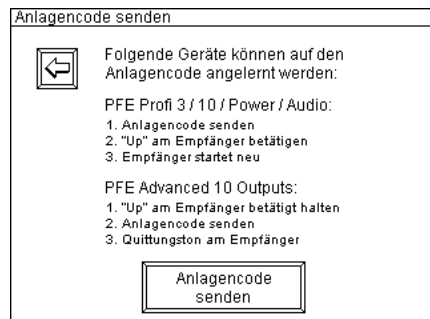 Anlagencode senden
Folgende Geräte können auf den
Anlagencode angelernt werden:
PFE Profi 3 / 10 / Power / Audio:
1. Anlagencode senden
2. "Up" am Empfänger betätigen
3. Empfänger startet neu
PFE Advanced 10 Outputs:
1. "Up" am Empfänger betätigt halten
2. Anlagencode senden
3. Quittungston am Empfänger
Anlagencode
senden